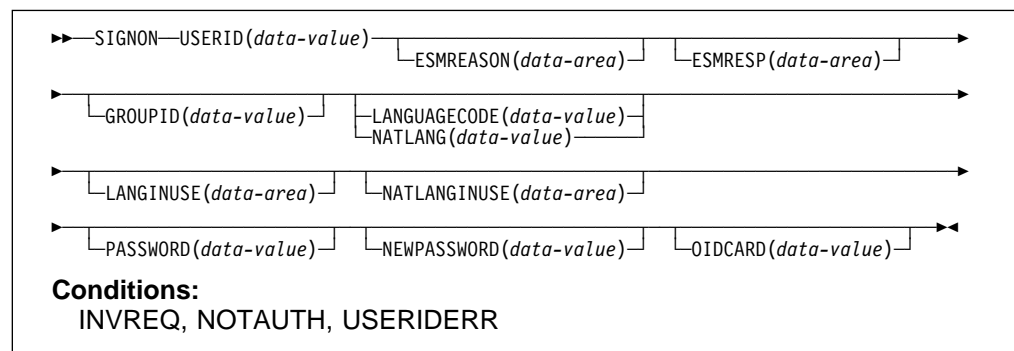 SIGNON USERID(data-value) ESMREASON(data-area) ESMRESP(data-area)
GROUPID(data-value) LANGUAGECODE(data-value)
NATLANG(data-value)
LANGINUSE(data-area) NATLANGINUSE(data-area)
PASSWORD(data-value) NEWPASSWORD(data-value) OIDCARD(data-value)
Conditions:
INVREQ, NOTAUTH, USERIDERR